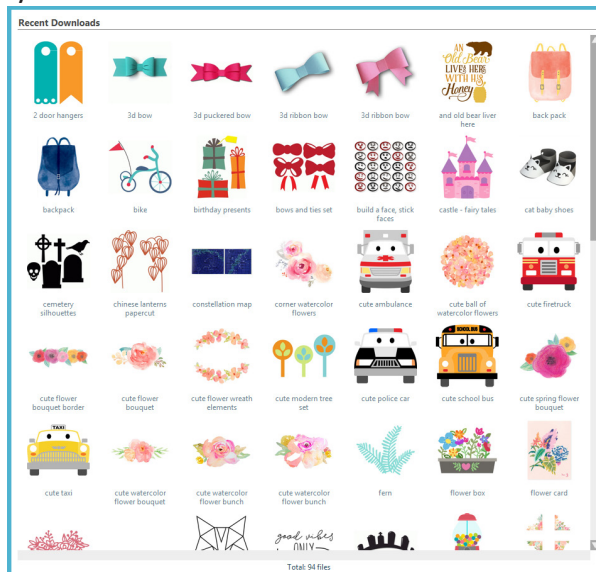 Recent Downloads
2 door hangers
3d bow
3d puckered bow
3d ribbon bow
3d ribbon bow
AN
Old Bear
LIVES HERE
WITH HIS
Honey
and old bear liver
here
back pack
backpack
bike
birthday presents
bows and ties set
build a face, stick
faces
castle - fairy tales
cat baby shoes
cemetery
silhouettes
chinese lanterns
papercut
constellation map
corner watercolor
flowers
cute ambulance
cute ball of
watercolor flowers
cute firetruck
cute flower
bouquet border
cute flower
bouquet
cute flower wreath
elements
cute modern tree
set
cute police car
SCHOOL BUS
cute school bus
cute spring flower
bouquet
TAXI
cute taxi
cute watercolor
flower bouquet
cute watercolor
flower bunch
cute watercolor
flower bunch
fern
flower box
flower card
good vibes
ONLY
Total: 94 files